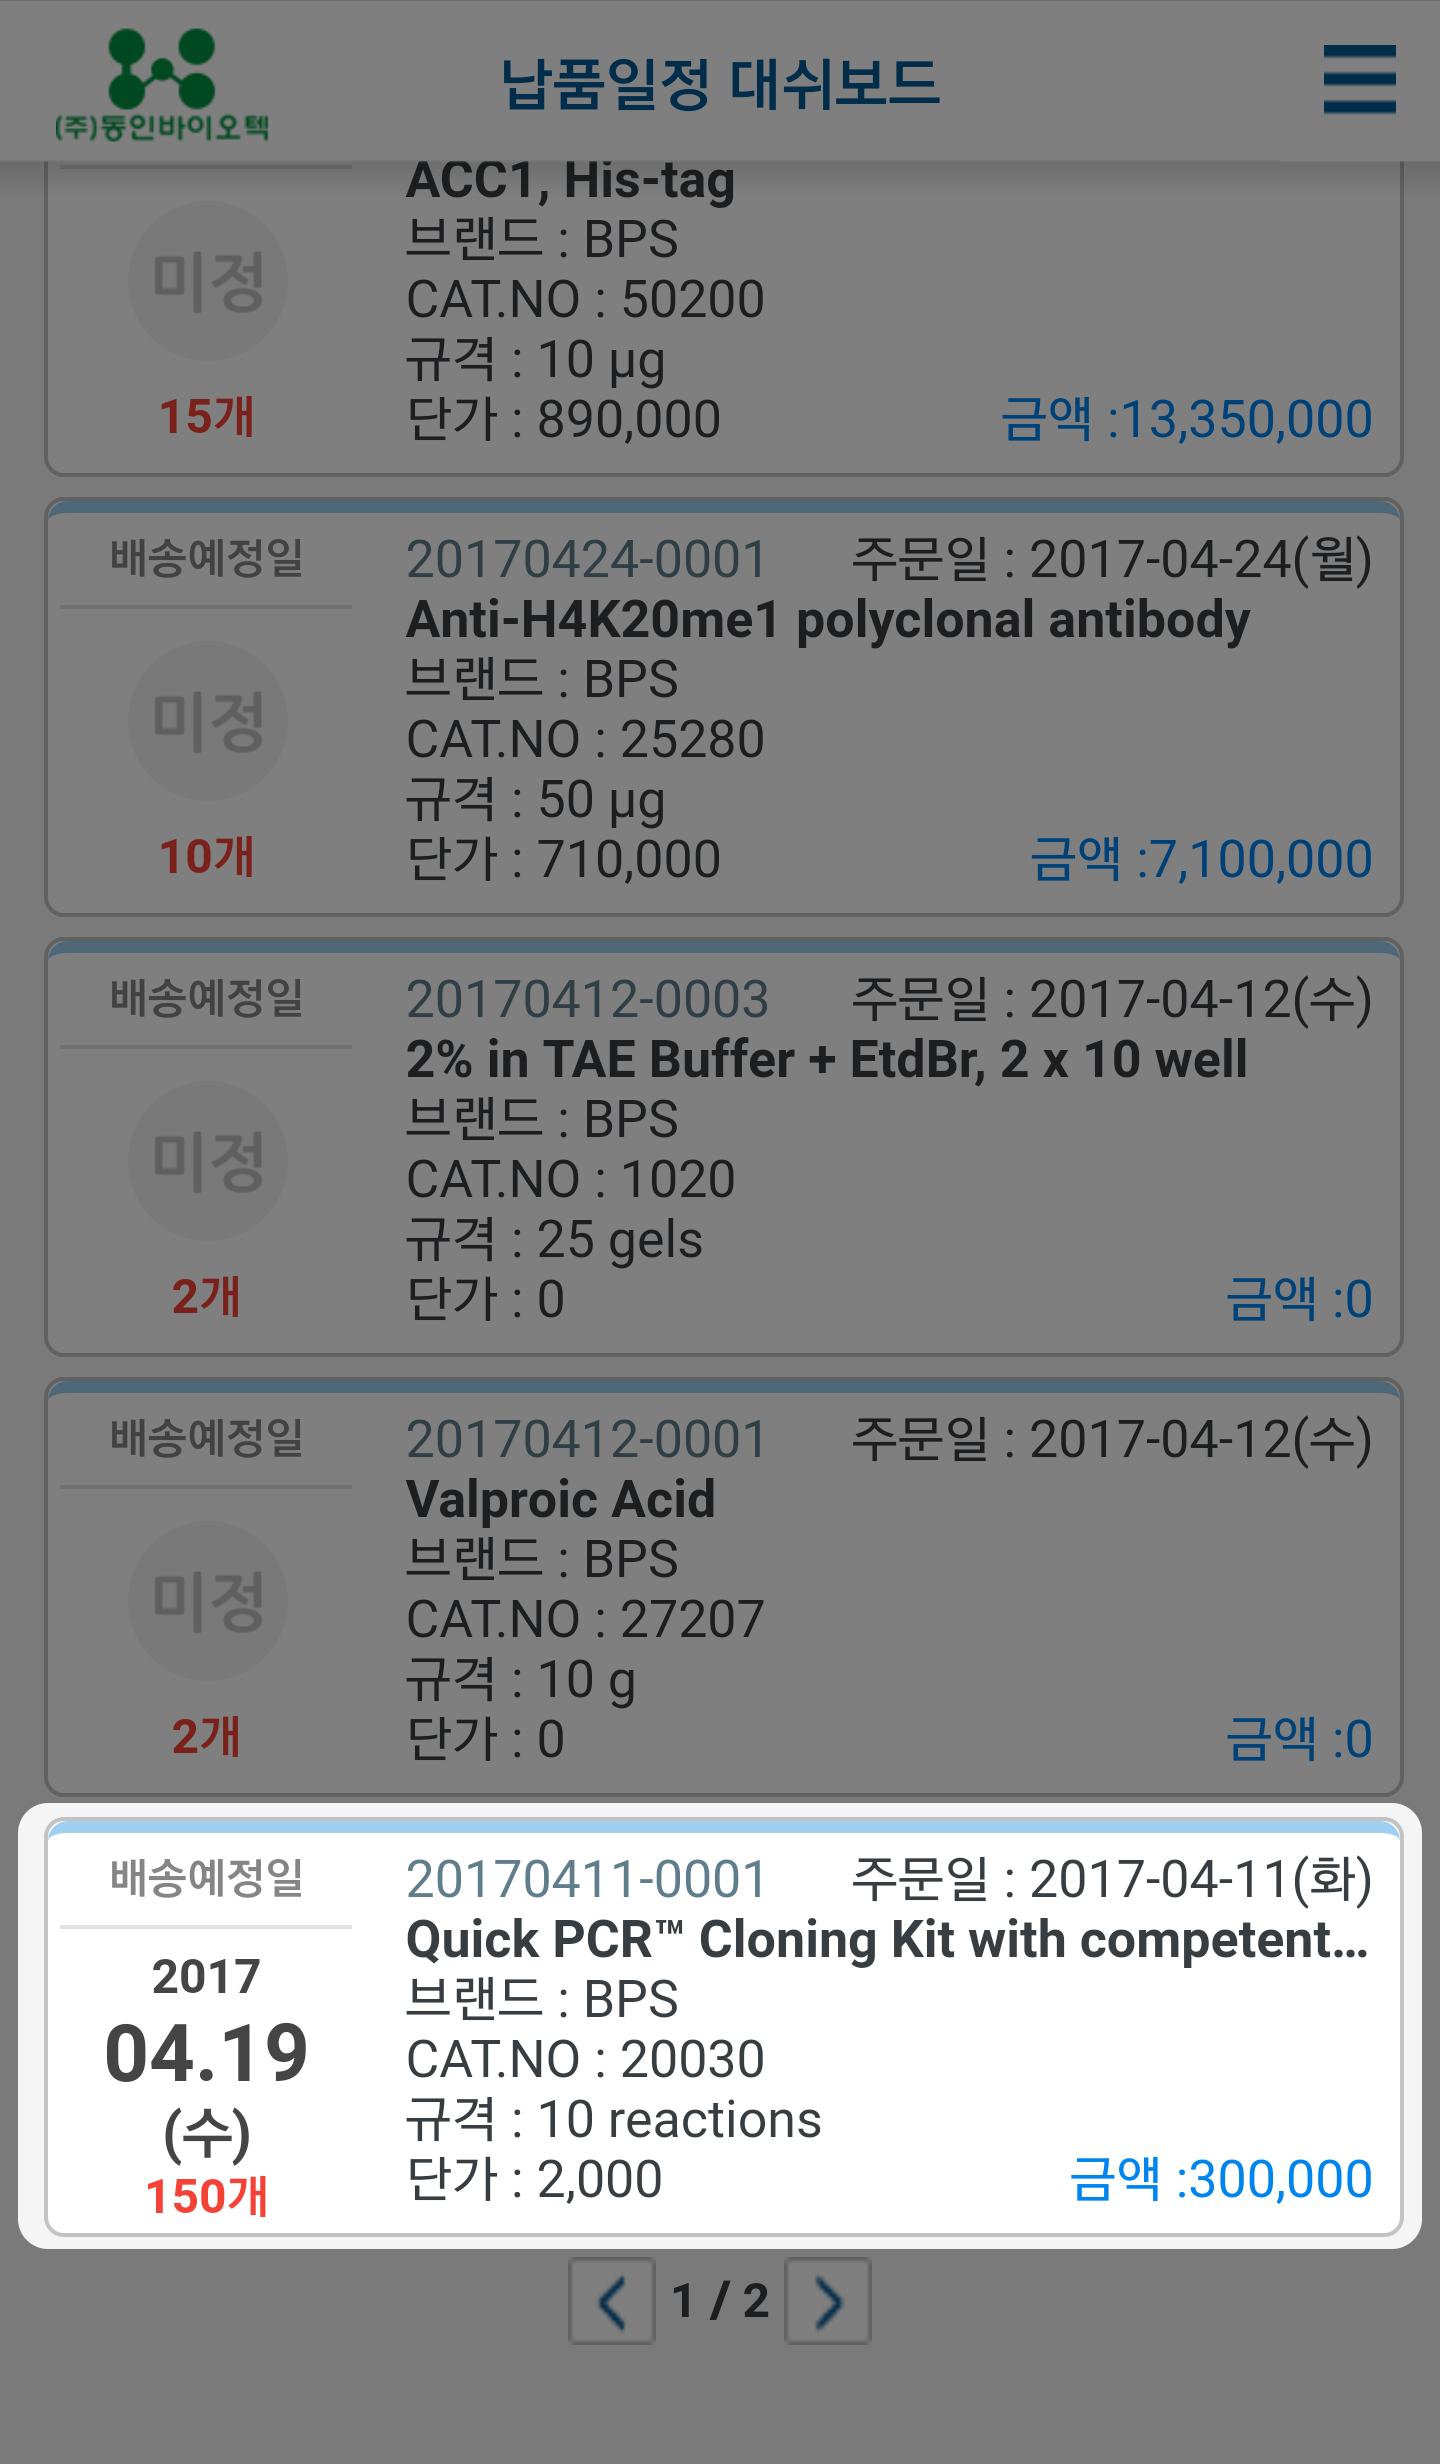 (주)동인바이오텍
납품일정 대쉬보드
ACC1, His-tag
브랜드 : BPS
미정
CAT.NO : 50200
규격 : 10 µg
15개
단가 : 890,000 금액 :13,350,000
배송예정일
20170424-0001 주문일 : 2017-04-24(월)
Anti-H4K20me1 polyclonal antibody
브랜드 : BPS
미정
CAT.NO : 25280
규격 : 50 µg
10개
단가 : 710,000 금액 :7,100,000
배송예정일
20170412-0003 주문일 : 2017-04-12(수)
2% in TAE Buffer + EtdBr, 2 x 10 well
브랜드 : BPS
미정
CAT.NO : 1020
규격 : 25 gels
2개
단가 : 0 금액 :0
배송예정일
20170412-0001 주문일 : 2017-04-12(수)
Valproic Acid
브랜드 : BPS
미정
CAT.NO : 27207
규격 : 10 g
2개
단가 : 0 금액 :0
배송예정일
20170411-0001 주문일 : 2017-04-11(화)
Quick PCR™ Cloning Kit with competent...
2017
브랜드 : BPS
04.19
CAT.NO : 20030
(수)
규격 : 10 reactions
150개
단가 : 2,000 금액 :300,000
1 / 2